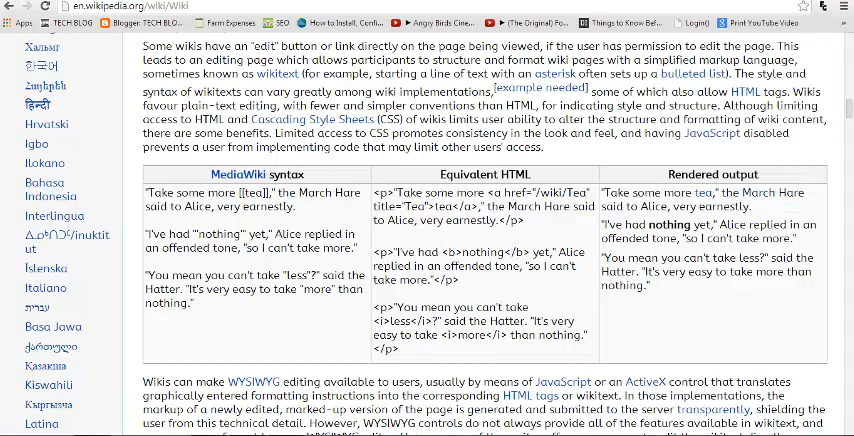 en.wikipedia.org/wiki/Wiki
Apps TECH BLOG Blogger: TECH BLO... Farm Expenses SEO How to Install, Confi... ▶ Angry Birds Cine... ▶ (The Original) Fo... Things to Know Bef... Login() Print YouTube Video
Хальмг
한국어
Հայերեն
हिन्दी
Hrvatski
Igbo
Ilokano
Bahasa
Indonesia
Interlingua
ᐃᓄᒃᑎᑐᑦ/inuktit
ut
Íslenska
Italiano
עברית
Basa Jawa
ქართული
Қазақша
Kiswahili
Кыргызча
Latina
Some wikis have an "edit" button or link directly on the page being viewed, if the user has permission to edit the page. This
leads to an editing page which allows participants to structure and format wiki pages with a simplified markup language,
sometimes known as wikitext (for example, starting a line of text with an asterisk often sets up a bulleted list). The style and
syntax of wikitexts can vary greatly among wiki implementations,[example needed] some of which also allow HTML tags. Wikis
favour plain-text editing, with fewer and simpler conventions than HTML, for indicating style and structure. Although limiting
access to HTML and Cascading Style Sheets (CSS) of wikis limits user ability to alter the structure and formatting of wiki content,
there are some benefits. Limited access to CSS promotes consistency in the look and feel, and having JavaScript disabled
prevents a user from implementing code that may limit other users' access.
MediaWiki syntax
"Take some more [[tea]]," the March Hare
said to Alice, very earnestly.
"I've had '''nothing''' yet," Alice replied in
an offended tone, "so I can't take more."
"You mean you can't take ''less''?" said the
Hatter. "It's very easy to take ''more'' than
nothing."
Equivalent HTML
<p>"Take some more <a href="/wiki/Tea"
title="Tea">tea</a>," the March Hare said
to Alice, very earnestly.</p>
<p>"I've had <b>nothing</b> yet," Alice
replied in an offended tone, "so I can't
take more."</p>
<p>"You mean you can't take
<i>less</i>?" said the Hatter. "It's very
easy to take <i>more</i> than nothing."
</p>
Rendered output
"Take some more tea," the March Hare
said to Alice, very earnestly.
"I've had nothing yet," Alice replied in an
offended tone, "so I can't take more."
"You mean you can't take less?" said the
Hatter. "It's very easy to take more than
nothing."
Wikis can make WYSIWYG editing available to users, usually by means of JavaScript or an ActiveX control that translates
graphically entered formatting instructions into the corresponding HTML tags or wikitext. In those implementations, the
markup of a newly edited, marked-up version of the page is generated and submitted to the server transparently, shielding the
user from this technical detail. However, WYSIWYG controls do not always provide all of the features available in wikitext, and